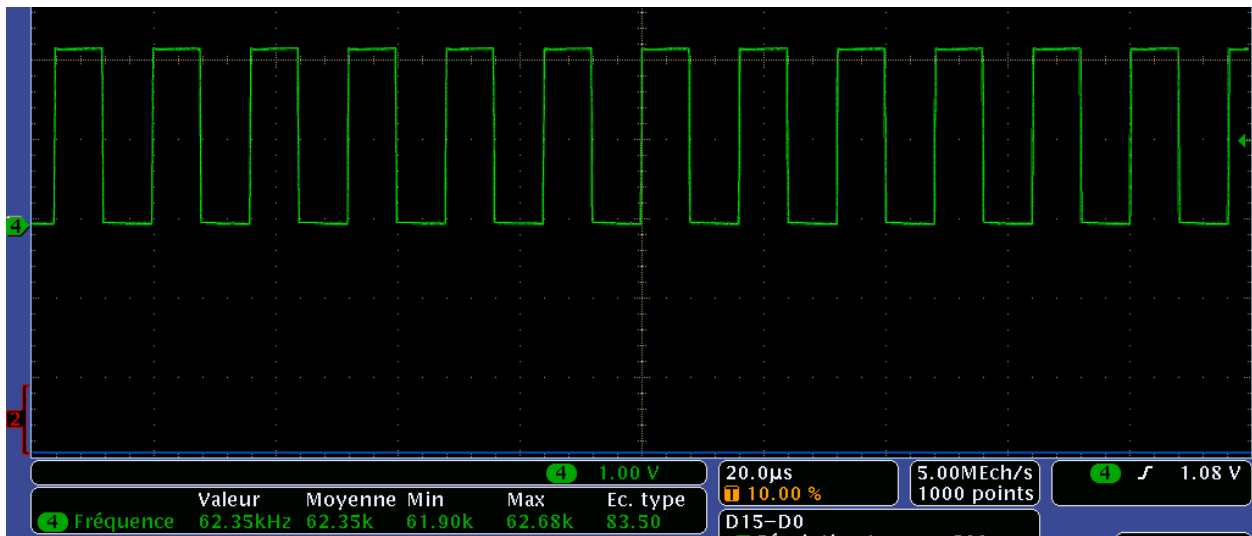 4
2
4 1.00 V
Valeur Moyenne Min Max Ec. type
4 Fréquence 62.35kHz 62.35k 61.90k 62.68k 83.50
20.0µs
T 10.00 %
5.00MEch/s
1000 points
4 1.08 V
D15-D0